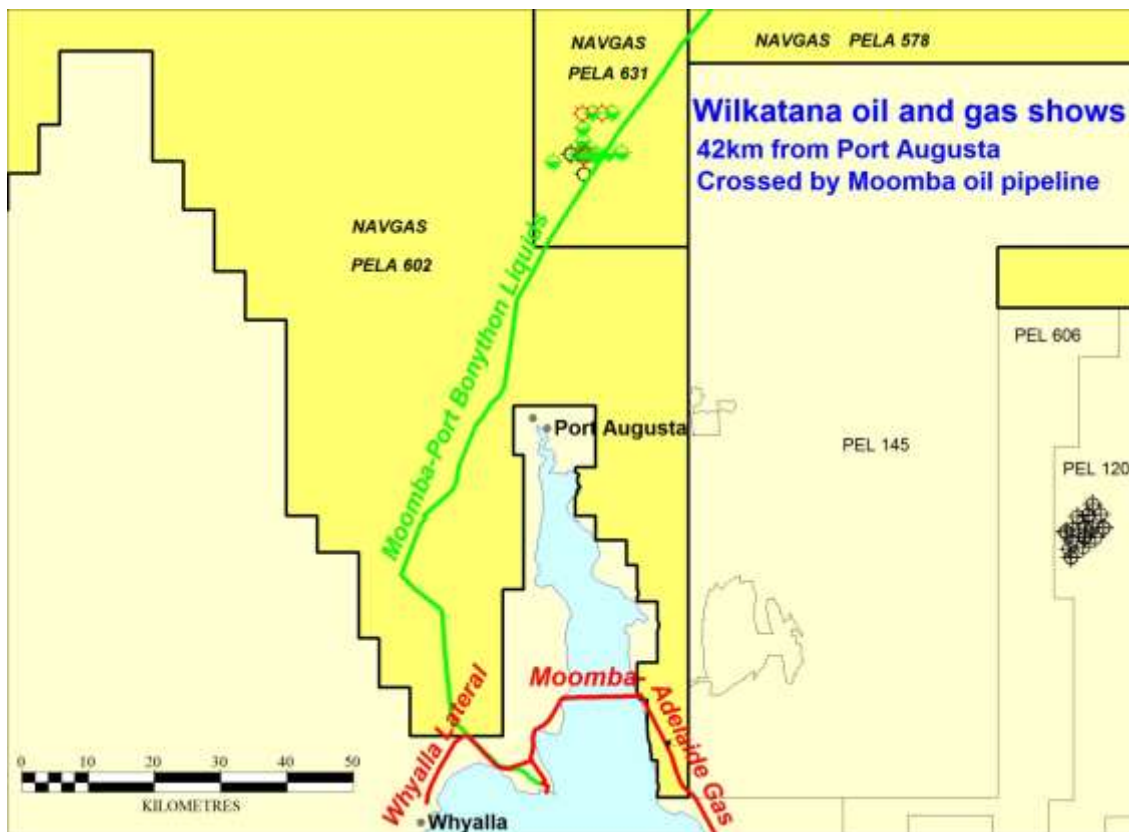 NAVGAS
PELA 631
NAVGAS PELA 578
Wilkatana oil and gas shows
42km from Port Augusta
Crossed by Moomba oil pipeline
NAVGAS
PELA 602
Moomba-Port Bonython Liquids
PEL 606
Port Augusta
PEL 145
PEL 120
Moomba-
Adelaide Gas
Whyalla Lateral
0 10 20 30 40 50
KILOMETRES
Whyalla